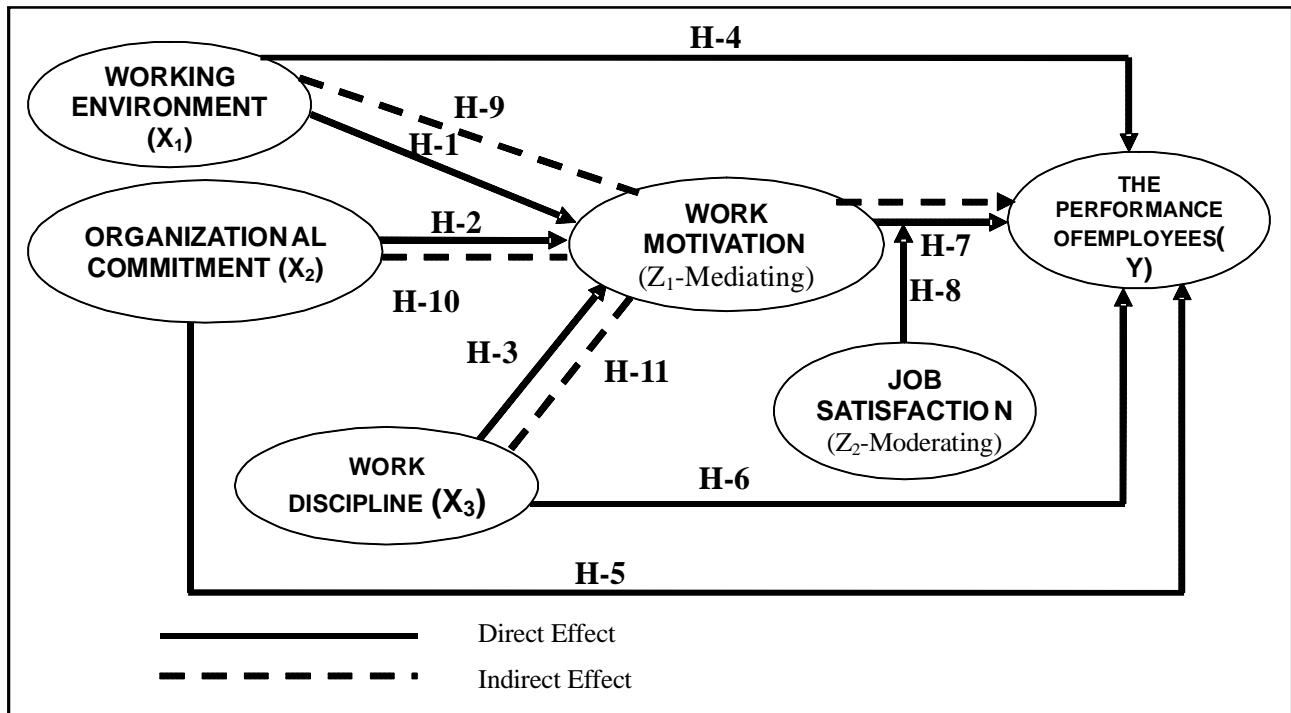 H-4
WORKING
ENVIRONMENT
(X₁)
H-9
H-1
ORGANIZATION AL
COMMITMENT (X₂)
H-2
H-10
WORK
MOTIVATION
(Z₁-Mediating)
THE
PERFORMANCE
OFEMPLOYEES(
Y)
H-7
H-8
H-3
H-11
JOB
SATISFACTIO N
(Z₂-Moderating)
WORK
DISCIPLINE (X₃)
H-6
H-5
Direct Effect
Indirect Effect